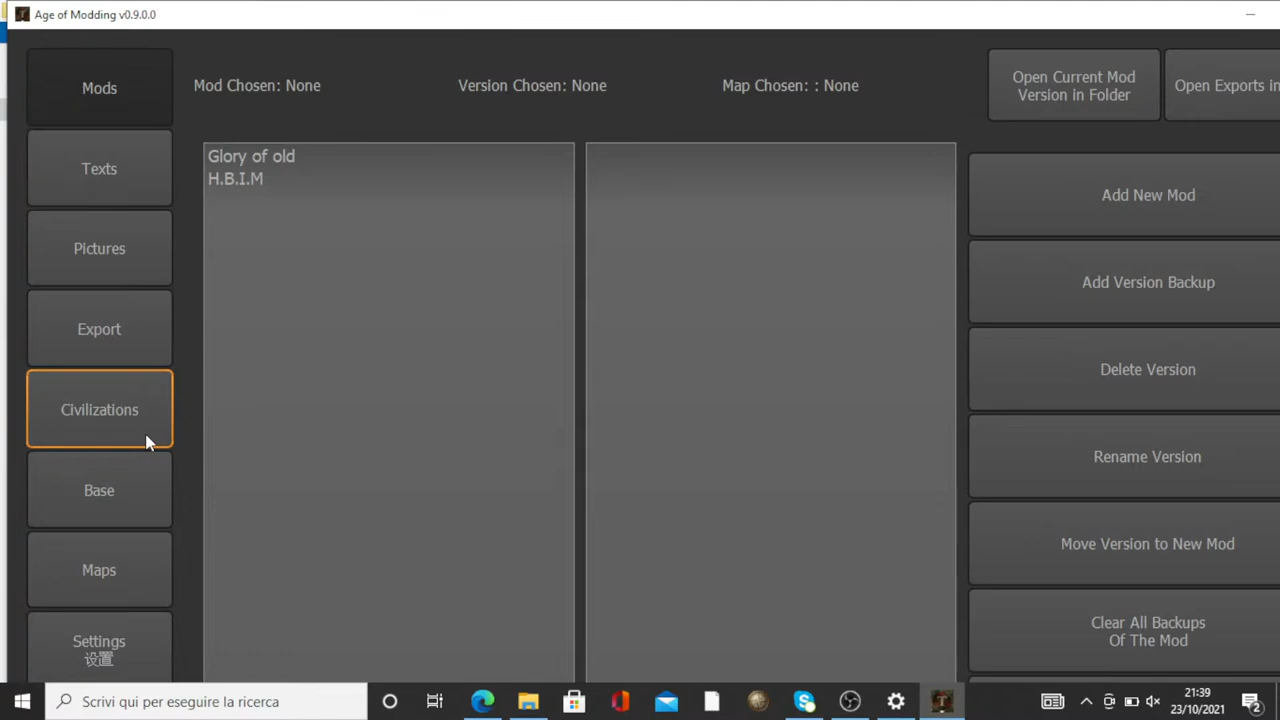 Age of Modding v0.9.0.0
Mods
Mod Chosen: None
Version Chosen: None
Map Chosen: : None
Open Current Mod
Version in Folder
Open Exports in
Texts
Pictures
Export
Civilizations
Base
Maps
Settings
设置
Glory of old
H.B.I.M
Add New Mod
Add Version Backup
Delete Version
Rename Version
Move Version to New Mod
Clear All Backups
Of The Mod
Scrivi qui per eseguire la ricerca
21:39
23/10/2021
2